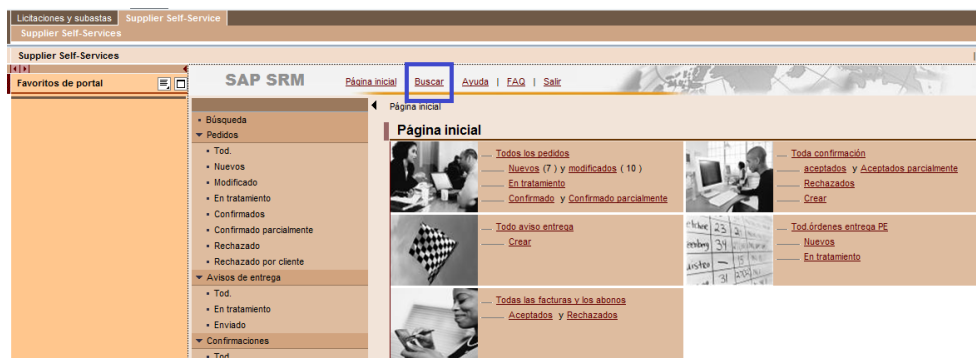 Licitaciones y subastas Supplier Self-Service
Supplier Self-Services
Supplier Self-Services
Favoritos de portal
SAP SRM
Página inicial Buscar Ayuda | FAQ | Salir
Página inicial
Búsqueda
Pedidos
Tod.
Nuevos
Modificado
En tratamiento
Confirmados
Confirmado parcialmente
Rechazado
Rechazado por cliente
Avisos de entrega
Tod.
En tratamiento
Enviado
Confirmaciones
Tod.
Página inicial
Todos los pedidos
Nuevos (7) y modificados (10)
En tratamiento
Confirmado y Confirmado parcialmente
Toda confirmación
aceptados y Aceptados parcialmente
Rechazados
Crear
Todo aviso entrega
Crear
Tod.órdenes entrega PE
Nuevos
En tratamiento
Todas las facturas y los abonos
Aceptados y Rechazados